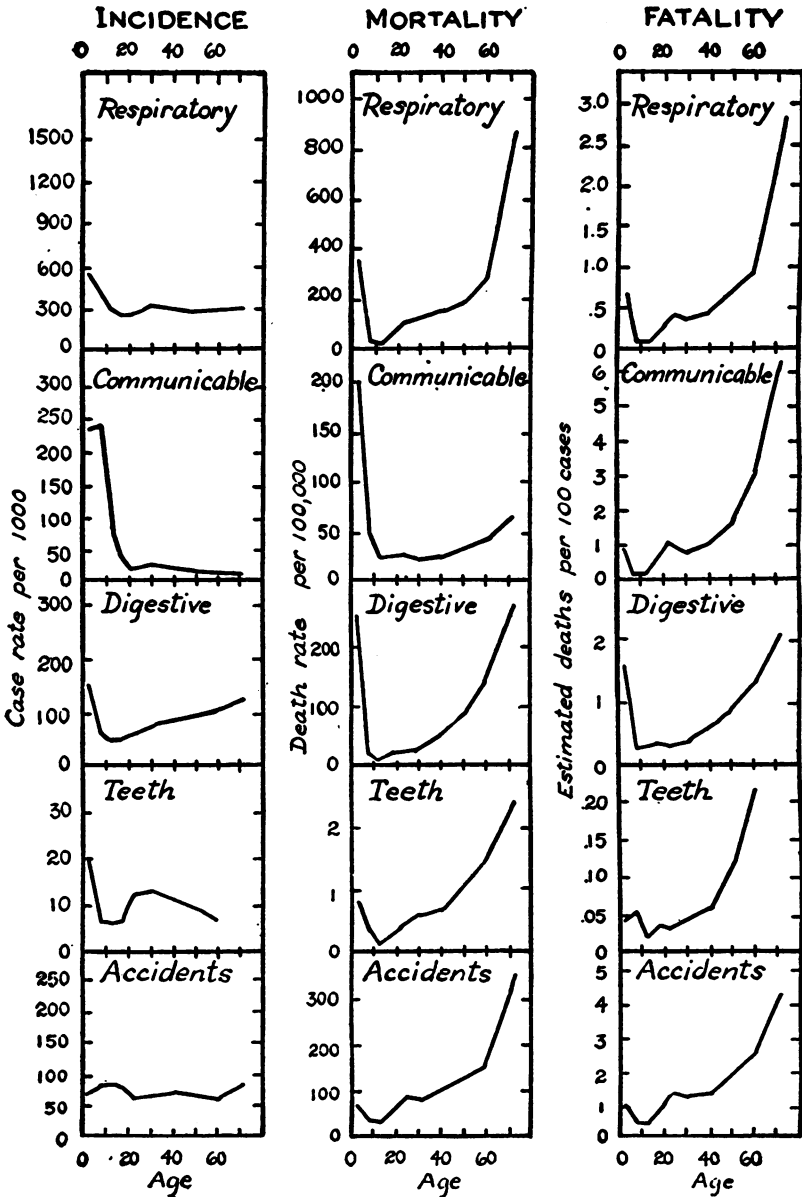 INCIDENCE
MORTALITY
FATALITY
0 20 40 60
0 20 40 60
0 20 40 60
Respiratory
1500
1200
900
600
300
0
Respiratory
1000
800
600
400
200
0
Respiratory
3.0
2.5
2.0
1.5
1.0
.5
0
Communicable
300
250
200
150
100
50
0
Communicable
200
150
100
50
0
Communicable
6
5
4
3
2
1
0
Digestive
300
200
100
0
Digestive
200
100
0
Digestive
2
1
0
Teeth
30
20
10
0
Teeth
2
1
0
Teeth
.20
.15
.10
.05
0
Accidents
250
200
150
100
50
0
Accidents
300
200
100
0
Accidents
5
4
3
2
1
0
Case rate per 1000
Death rate per 100,000
Estimated deaths per 100 cases
0 20 40 60
Age
0 20 40 60
Age
0 20 40 60
Age